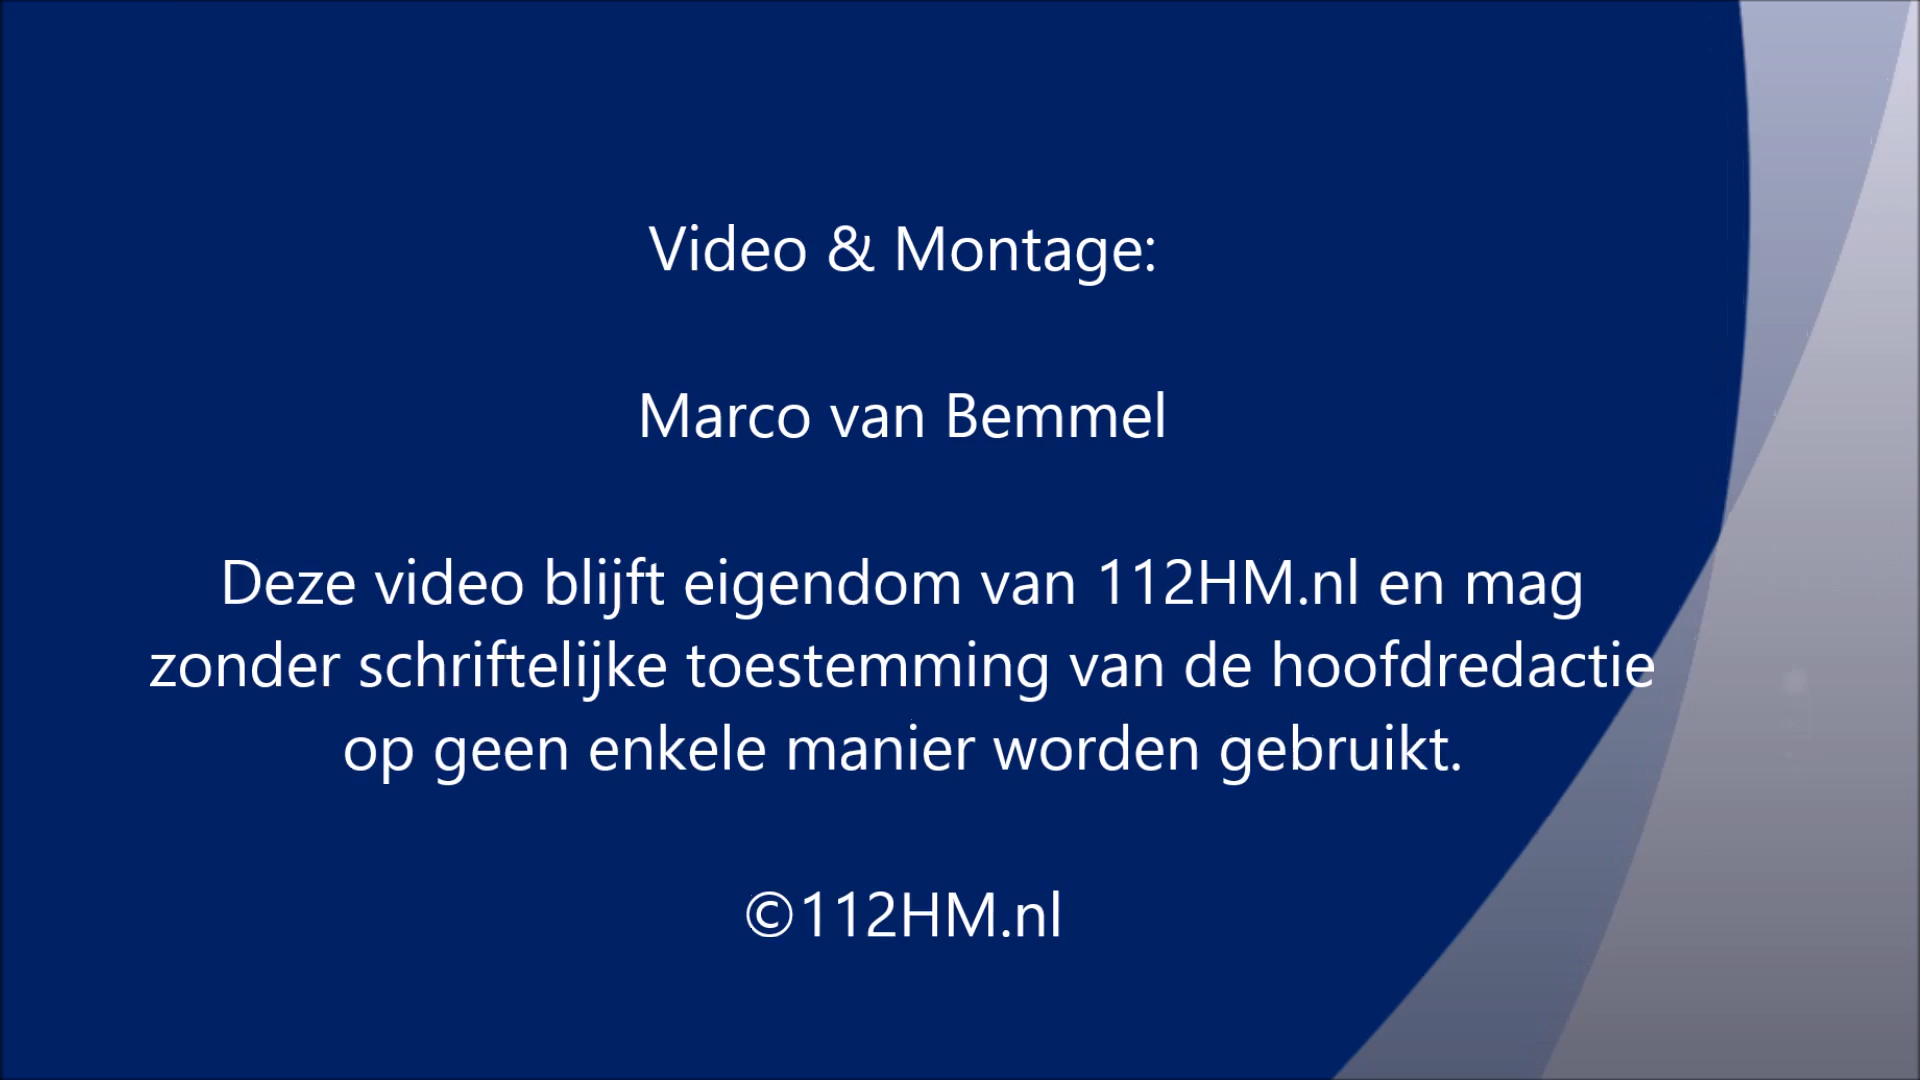 Video & Montage:
Marco van Bemmel
Deze video blijft eigendom van 112HM.nl en mag
zonder schriftelijke toestemming van de hoofdredactie
op geen enkele manier worden gebruikt.
©112HM.nl